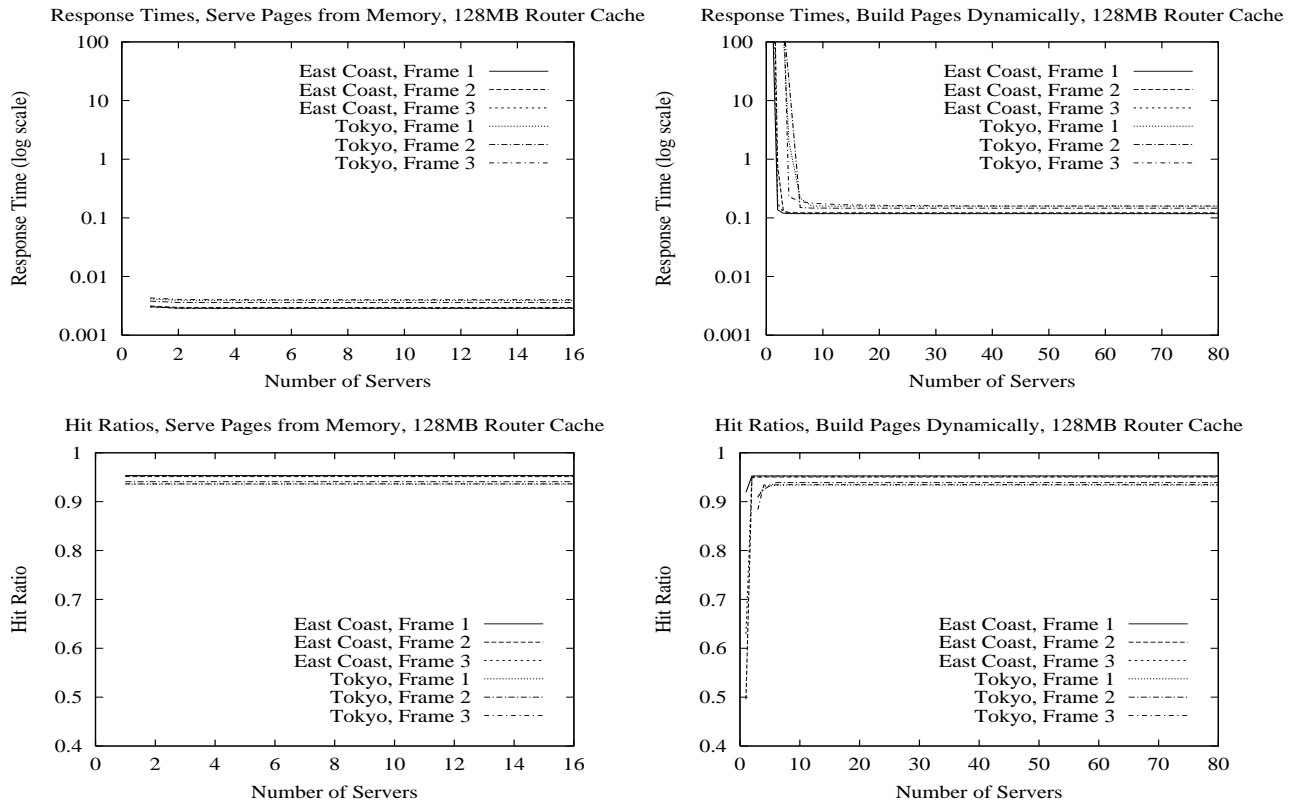 Response Times, Serve Pages from Memory, 128MB Router Cache
100
10
1
0.1
0.01
0.001
Response Time (log scale)
East Coast, Frame 1
East Coast, Frame 2
East Coast, Frame 3
Tokyo, Frame 1
Tokyo, Frame 2
Tokyo, Frame 3
0 2 4 6 8 10 12 14 16
Number of Servers
Response Times, Build Pages Dynamically, 128MB Router Cache
100
10
1
0.1
0.01
0.001
Response Time (log scale)
East Coast, Frame 1
East Coast, Frame 2
East Coast, Frame 3
Tokyo, Frame 1
Tokyo, Frame 2
Tokyo, Frame 3
0 10 20 30 40 50 60 70 80
Number of Servers
Hit Ratios, Serve Pages from Memory, 128MB Router Cache
1
0.9
0.8
0.7
0.6
0.5
0.4
Hit Ratio
East Coast, Frame 1
East Coast, Frame 2
East Coast, Frame 3
Tokyo, Frame 1
Tokyo, Frame 2
Tokyo, Frame 3
0 2 4 6 8 10 12 14 16
Number of Servers
Hit Ratios, Build Pages Dynamically, 128MB Router Cache
1
0.9
0.8
0.7
0.6
0.5
0.4
Hit Ratio
East Coast, Frame 1
East Coast, Frame 2
East Coast, Frame 3
Tokyo, Frame 1
Tokyo, Frame 2
Tokyo, Frame 3
0 10 20 30 40 50 60 70 80
Number of Servers